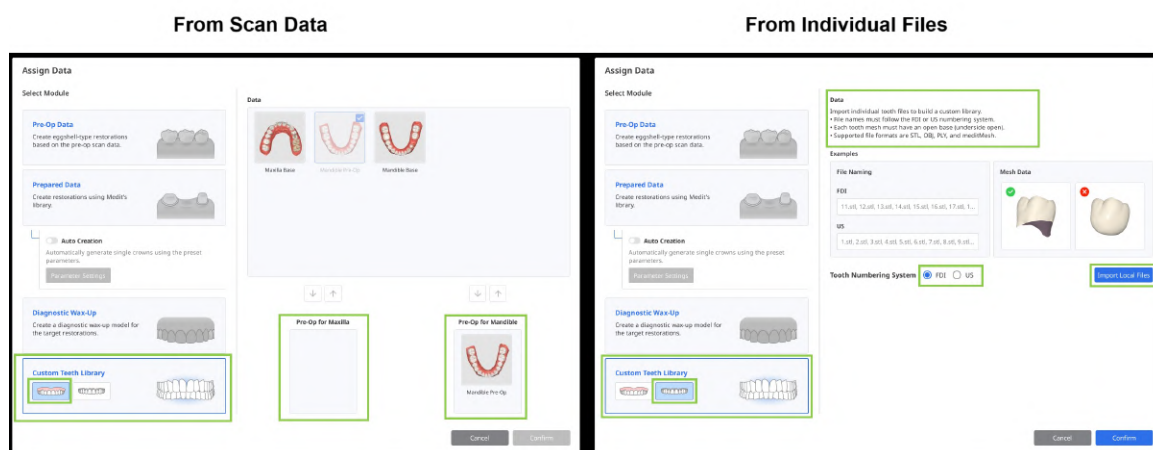 From Scan Data
Assign Data
Select Module
Pre-Op Data
Create eggshell-type restorations
based on the pre-op scan data.
Prepared Data
Create restorations using Medit's
library.
Auto Creation
Automatically generate single crowns using the preset
parameters.
Parameter Settings
Diagnostic Wax-Up
Create a diagnostic wax-up model for
the target restorations.
Custom Teeth Library
Data
Maxilla Base
Mandible Pre-Op
Mandible Base
Pre-Op for Maxilla
Pre-Op for Mandible
Mandible Pre-Op
Cancel
Confirm
From Individual Files
Assign Data
Select Module
Pre-Op Data
Create eggshell-type restorations
based on the pre-op scan data.
Prepared Data
Create restorations using Medit's
library.
Auto Creation
Automatically generate single crowns using the preset
parameters.
Parameter Settings
Diagnostic Wax-Up
Create a diagnostic wax-up model for
the target restorations.
Custom Teeth Library
Data
Import individual tooth files to build a custom library.
• File names must follow the FDI or US numbering system.
• Each tooth mesh must have an open base (underside open).
• Supported file formats are STL, OBJ, PLY, and meditMesh.
Examples
File Naming
FDI
11.stl, 12.stl, 13.stl, 14.stl, 15.stl, 16.stl, 17.stl, 1...
US
1.stl, 2.stl, 3.stl, 4.stl, 5.stl, 6.stl, 7.stl, 8.stl, 9.stl...
Mesh Data
Tooth Numbering System FDI US
Import Local Files
Cancel
Confirm